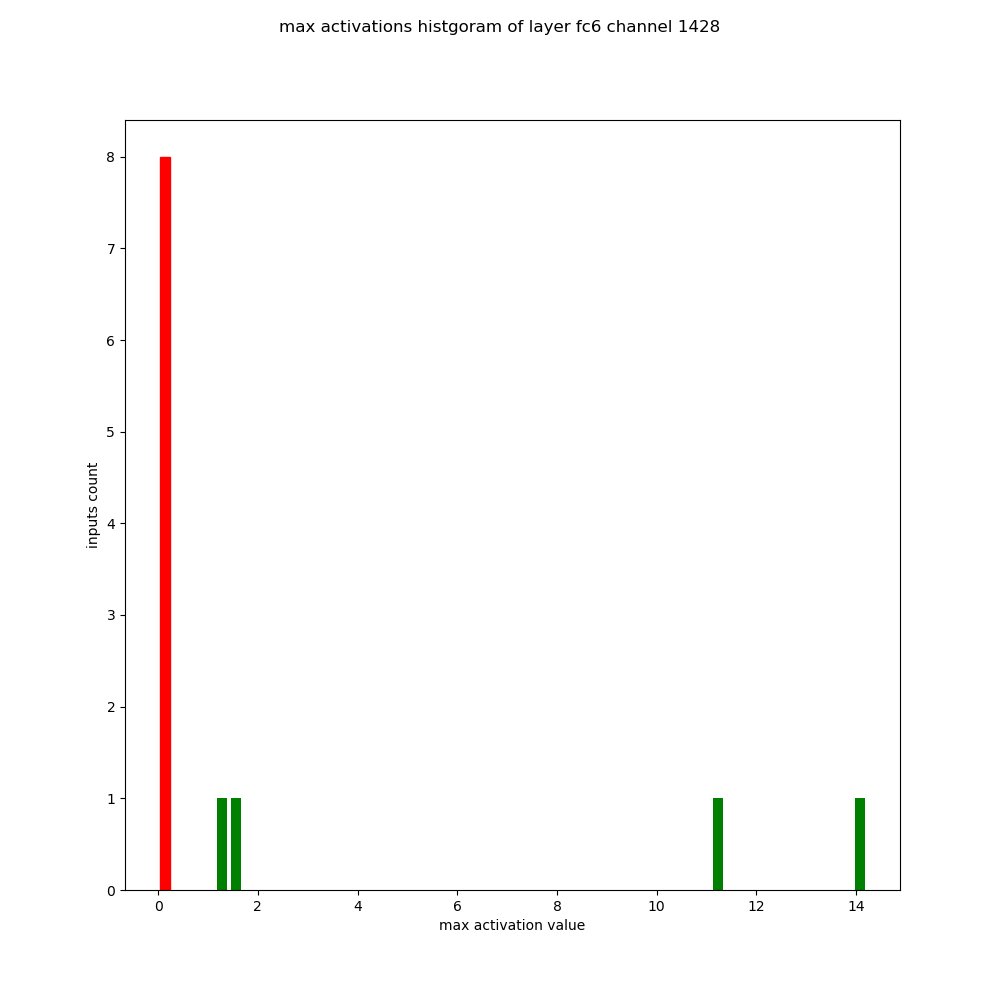 max activations histgoram of layer fc6 channel 1428
8
7
6
5
4
3
2
1
0
inputs count
0 2 4 6 8 10 12 14
max activation value